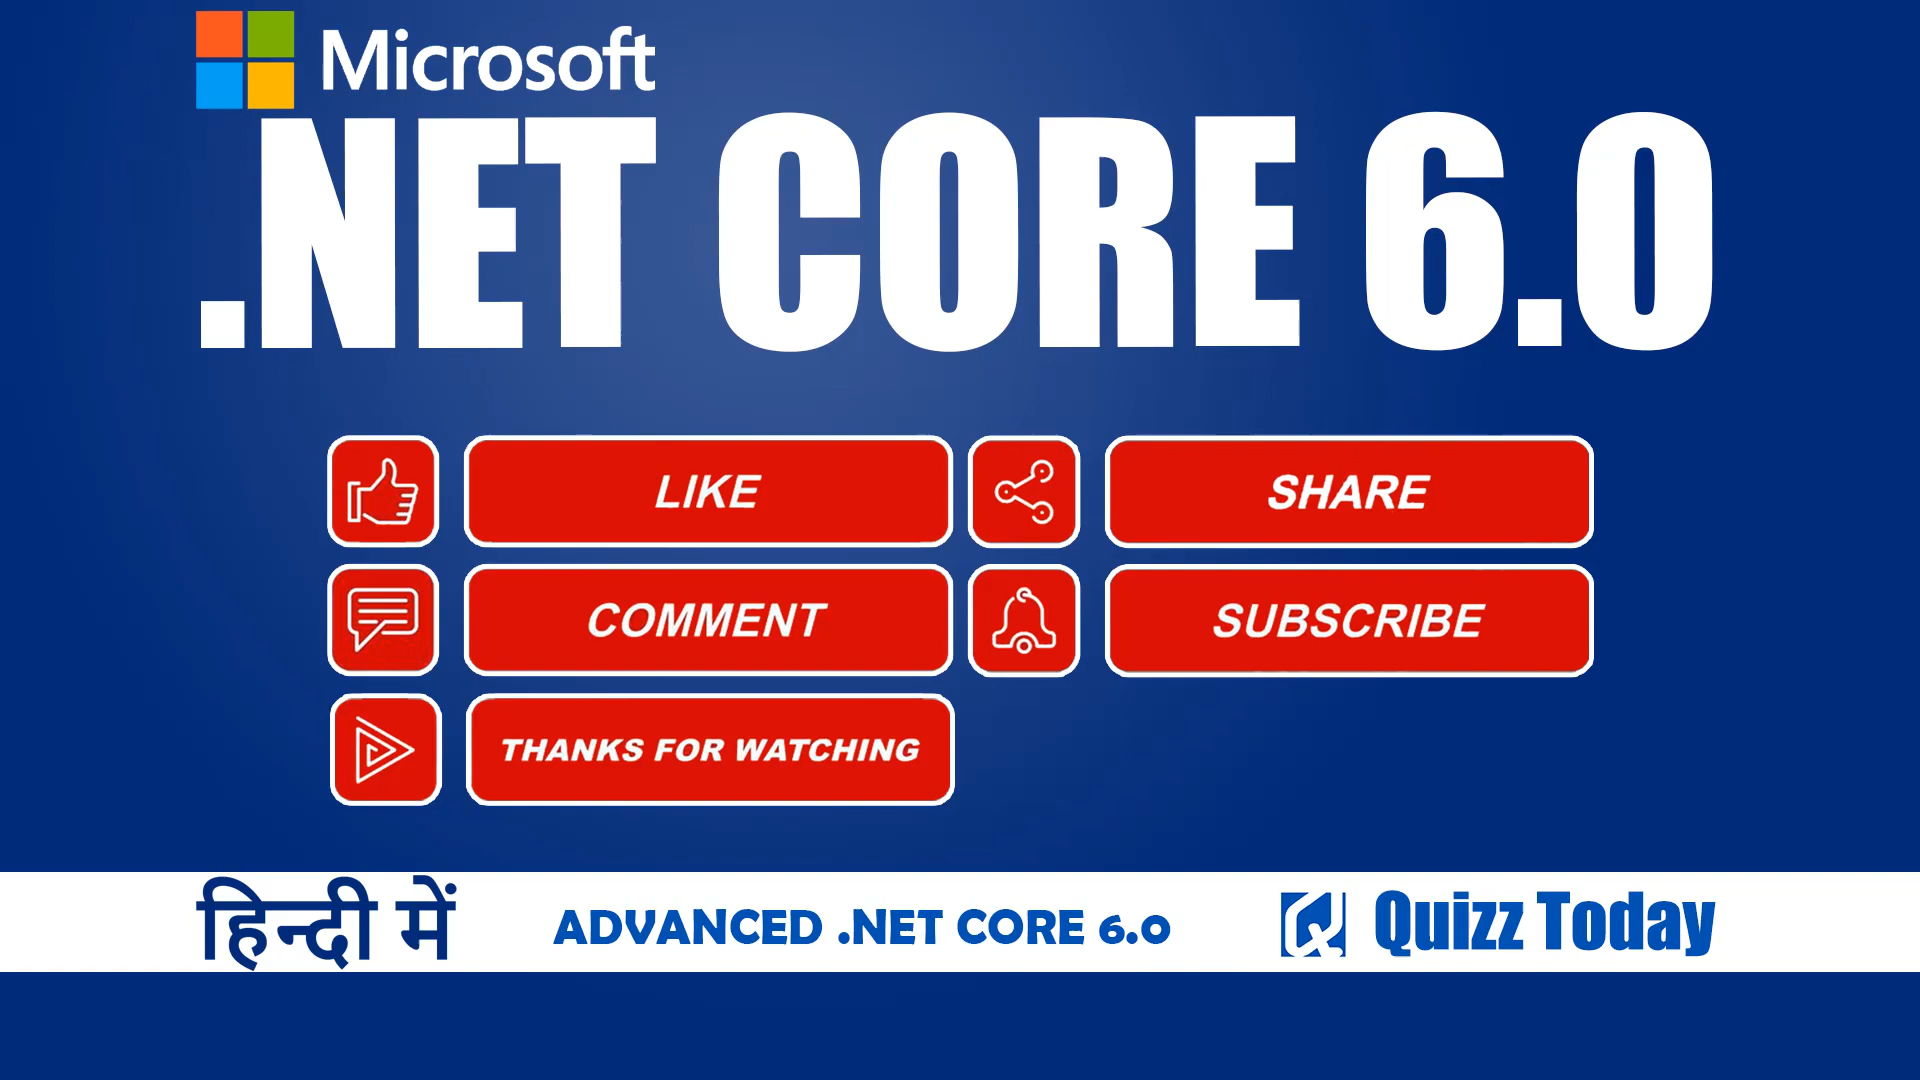 Microsoft
.NET CORE 6.0
LIKE
SHARE
COMMENT
SUBSCRIBE
THANKS FOR WATCHING
हिन्दी में
ADVANCED .NET CORE 6.0
Quizz Today